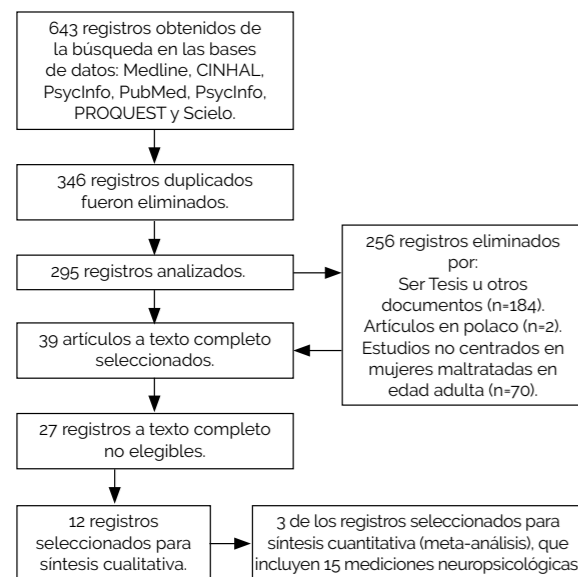 643 registros obtenidos de
la búsqueda en las bases
de datos: Medline, CINHAL,
PsycInfo, PubMed, PsycInfo,
PROQUEST y Scielo.
346 registros duplicados
fueron eliminados.
295 registros analizados.
256 registros eliminados
por:
Ser Tesis u otros
documentos (n=184).
Artículos en polaco (n=2).
Estudios no centrados en
mujeres maltratadas en
edad adulta (n=70).
39 artículos a texto completo
seleccionados.
27 registros a texto completo
no elegibles.
12 registros
seleccionados para
síntesis cualitativa.
3 de los registros seleccionados para
síntesis cuantitativa (meta-análisis), que
incluyen 15 mediciones neuropsicológicas